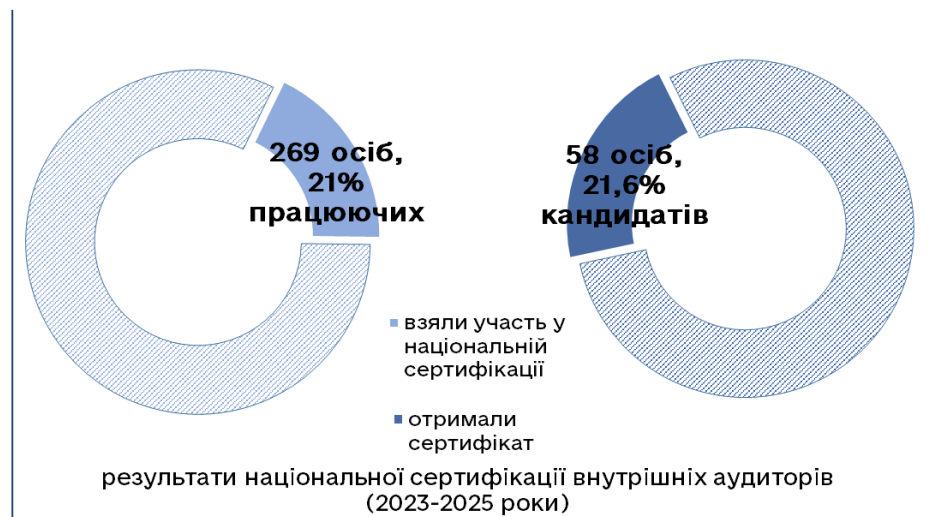 269 осіб,
21%
працюючих
58 осіб,
21,6%
кандидатів
взяли участь у
національній
сертифікації
отримали
сертифікат
результати національної сертифікації внутрішніх аудиторів
(2023-2025 роки)